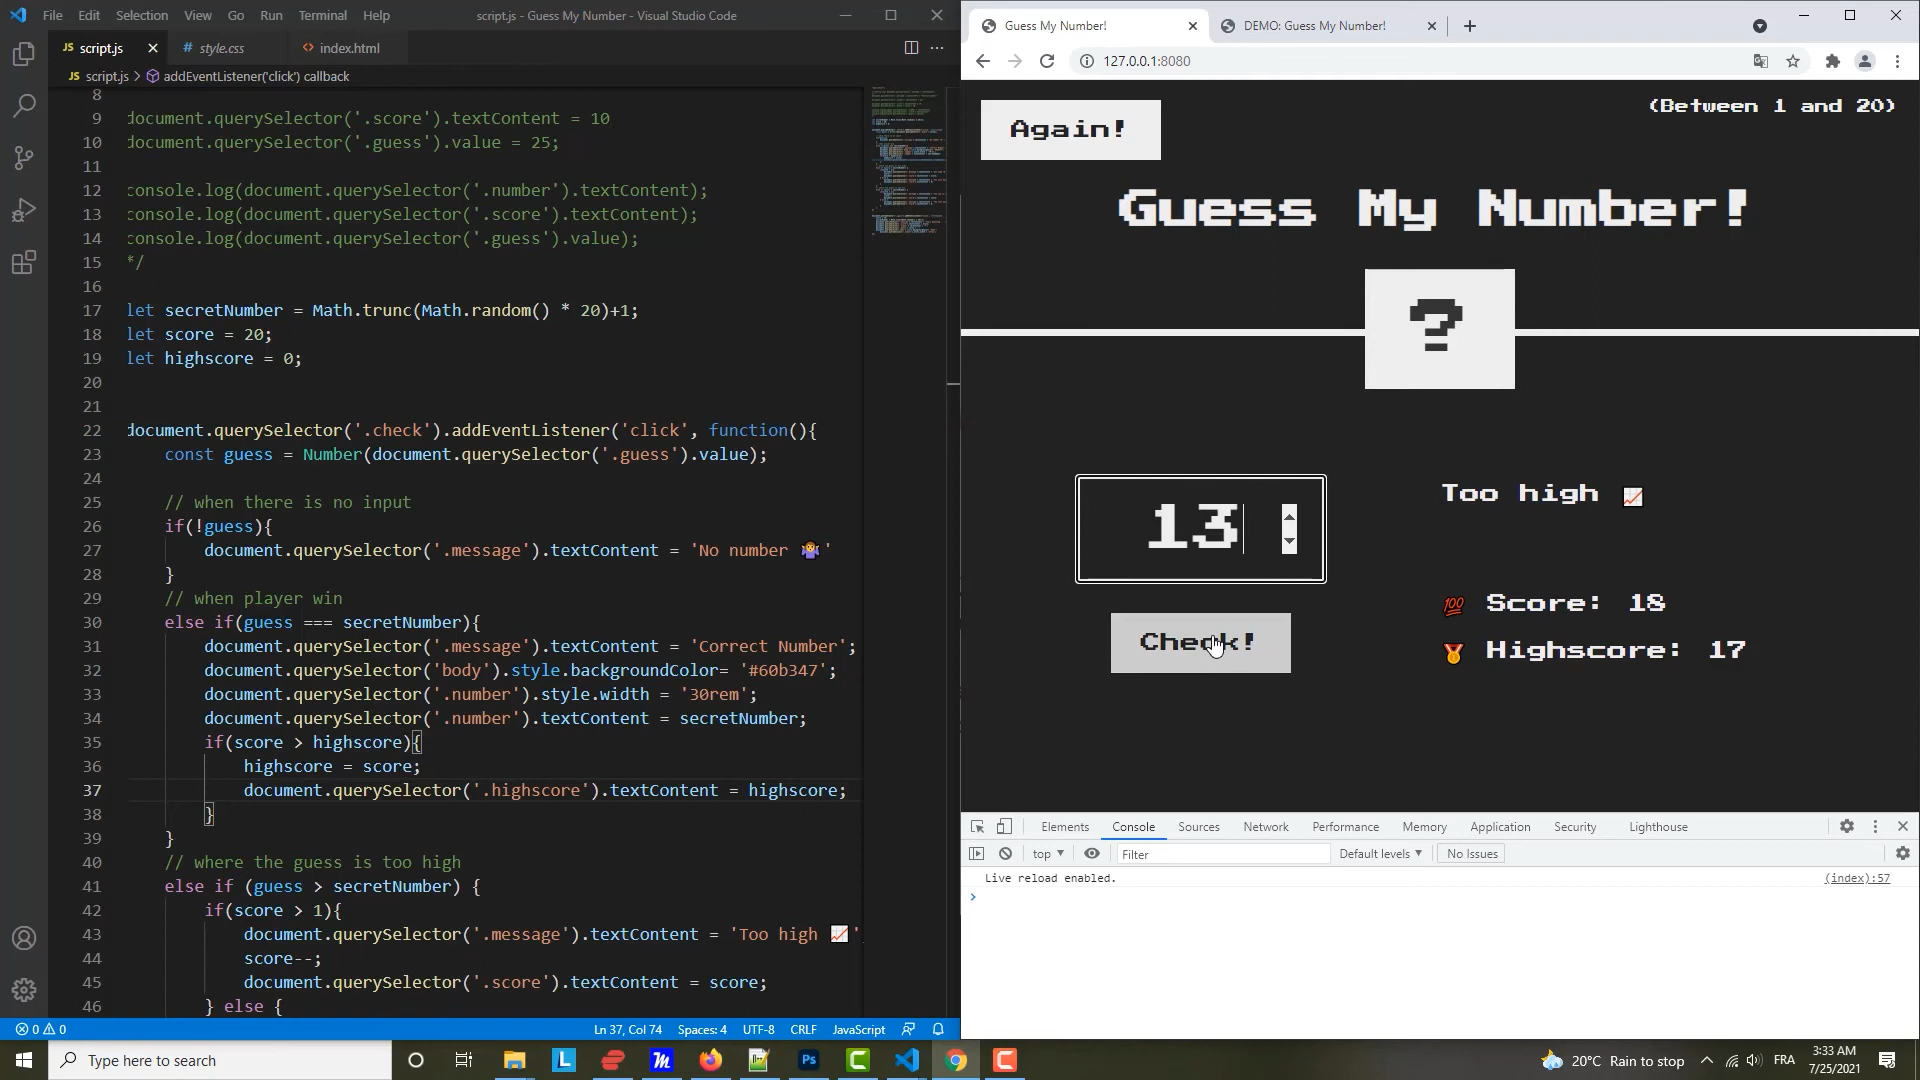 File Edit Selection View Go Run Terminal Help script.js - Guess My Number - Visual Studio Code
JS script.js # style.css <> index.html
JS script.js > addEventListener('click') callback
8
9 document.querySelector('.score').textContent = 10
10 document.querySelector('.guess').value = 25;
11
12 console.log(document.querySelector('.number').textContent);
13 console.log(document.querySelector('.score').textContent);
14 console.log(document.querySelector('.guess').value);
15 */
16
17 let secretNumber = Math.trunc(Math.random() * 20)+1;
18 let score = 20;
19 let highscore = 0;
20
21
22 document.querySelector('.check').addEventListener('click', function(){
23 const guess = Number(document.querySelector('.guess').value);
24
25 // when there is no input
26 if(!guess){
27 document.querySelector('.message').textContent = 'No number 🤷‍♀️'
28 }
29 // when player win
30 else if(guess === secretNumber){
31 document.querySelector('.message').textContent = 'Correct Number';
32 document.querySelector('body').style.backgroundColor= '#60b347';
33 document.querySelector('.number').style.width = '30rem';
34 document.querySelector('.number').textContent = secretNumber;
35 if(score > highscore){
36 highscore = score;
37 document.querySelector('.highscore').textContent = highscore;
38 }
39 }
40 // where the guess is too high
41 else if (guess > secretNumber) {
42 if(score > 1){
43 document.querySelector('.message').textContent = 'Too high 📈'
44 score--;
45 document.querySelector('.score').textContent = score;
46 } else {
0 0 Ln 37, Col 74 Spaces: 4 UTF-8 CRLF JavaScript
Guess My Number! DEMO: Guess My Number!
127.0.0.1:8080
Again! (Between 1 and 20)
Guess My Number!
?
13
Check!
Too high 📈
💯 Score: 18
🥇 Highscore: 17
Elements Console Sources Network Performance Memory Application Security Lighthouse
top Filter Default levels No Issues
Live reload enabled. (index):57
>
Type here to search L M Ps C C 20°C Rain to stop FRA 3:33 AM
7/25/2021